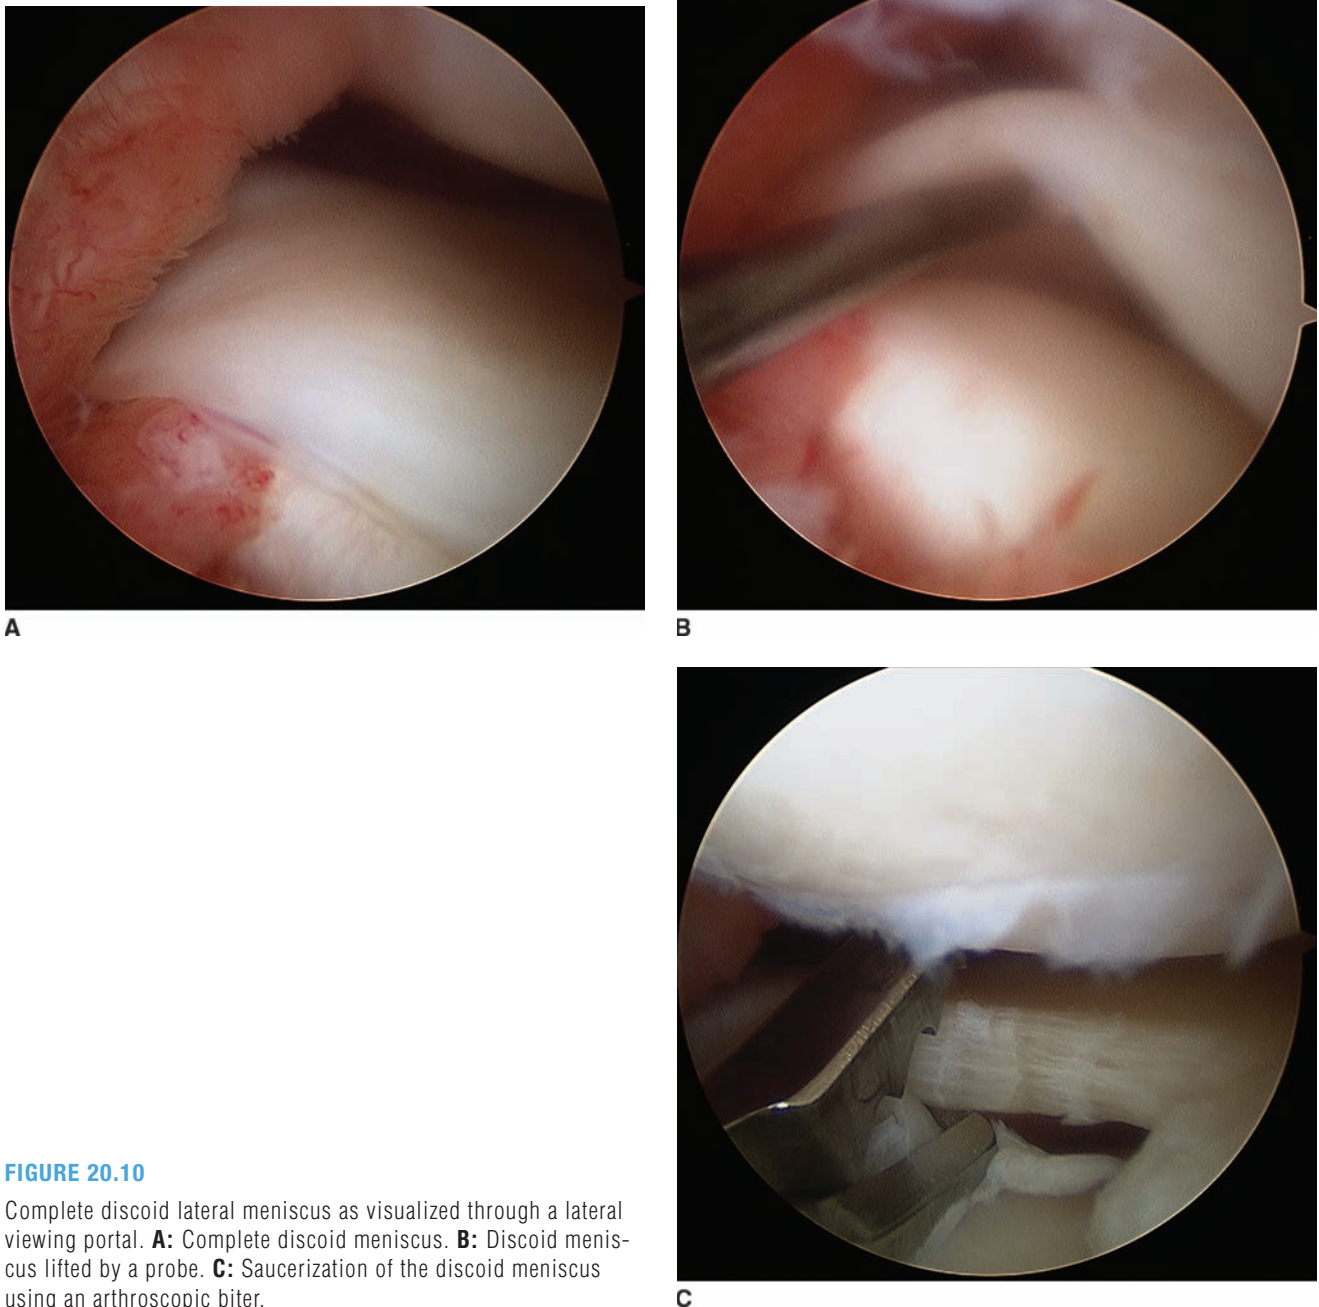 A
B
FIGURE 20.10
Complete discoid lateral meniscus as visualized through a lateral
viewing portal. A: Complete discoid meniscus. B: Discoid menis-
cus lifted by a probe. C: Saucerization of the discoid meniscus
using an arthroscopic biter.
C